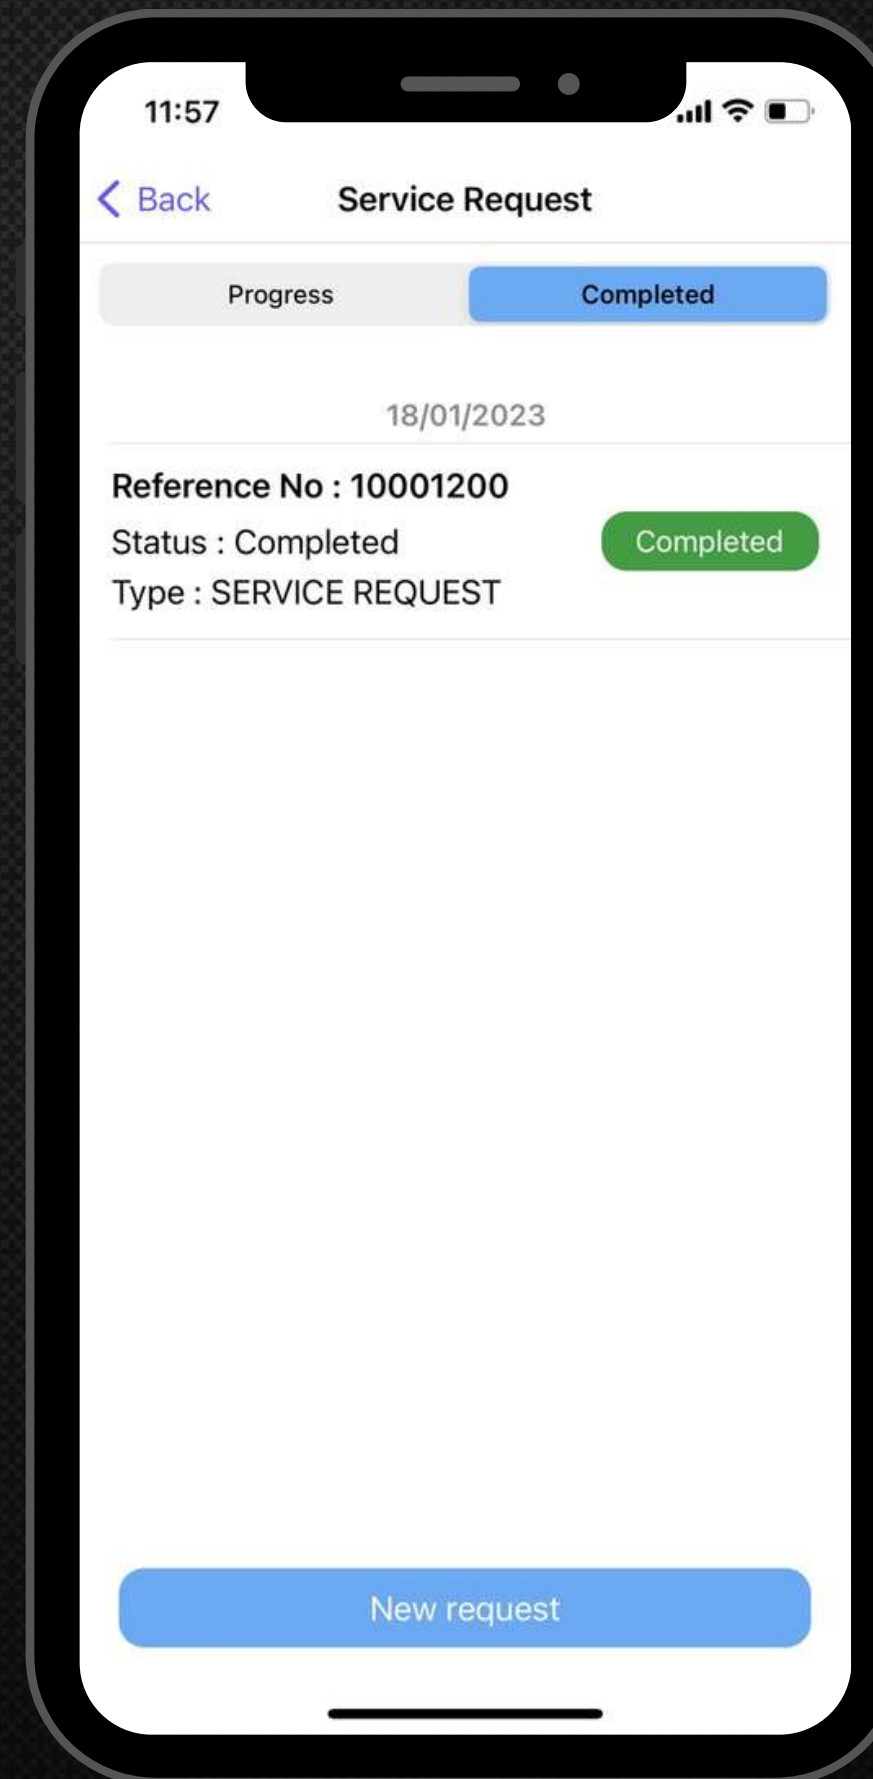 11:57
Back
Service Request
Progress
Completed
18/01/2023
Reference No : 10001200
Status : Completed
Completed
Type : SERVICE REQUEST
New request